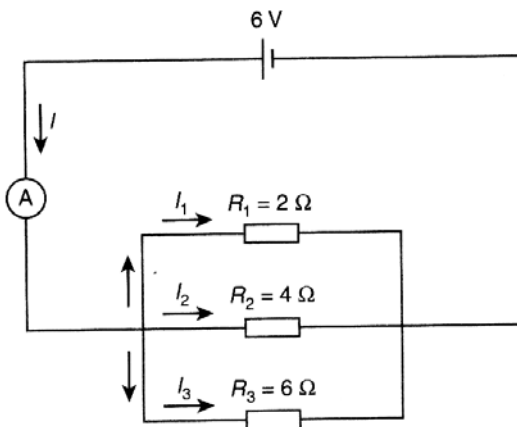 6 V
I
A
I₁ R₁ = 2 Ω
I₂ R₂ = 4 Ω
I₃ R₃ = 6 Ω